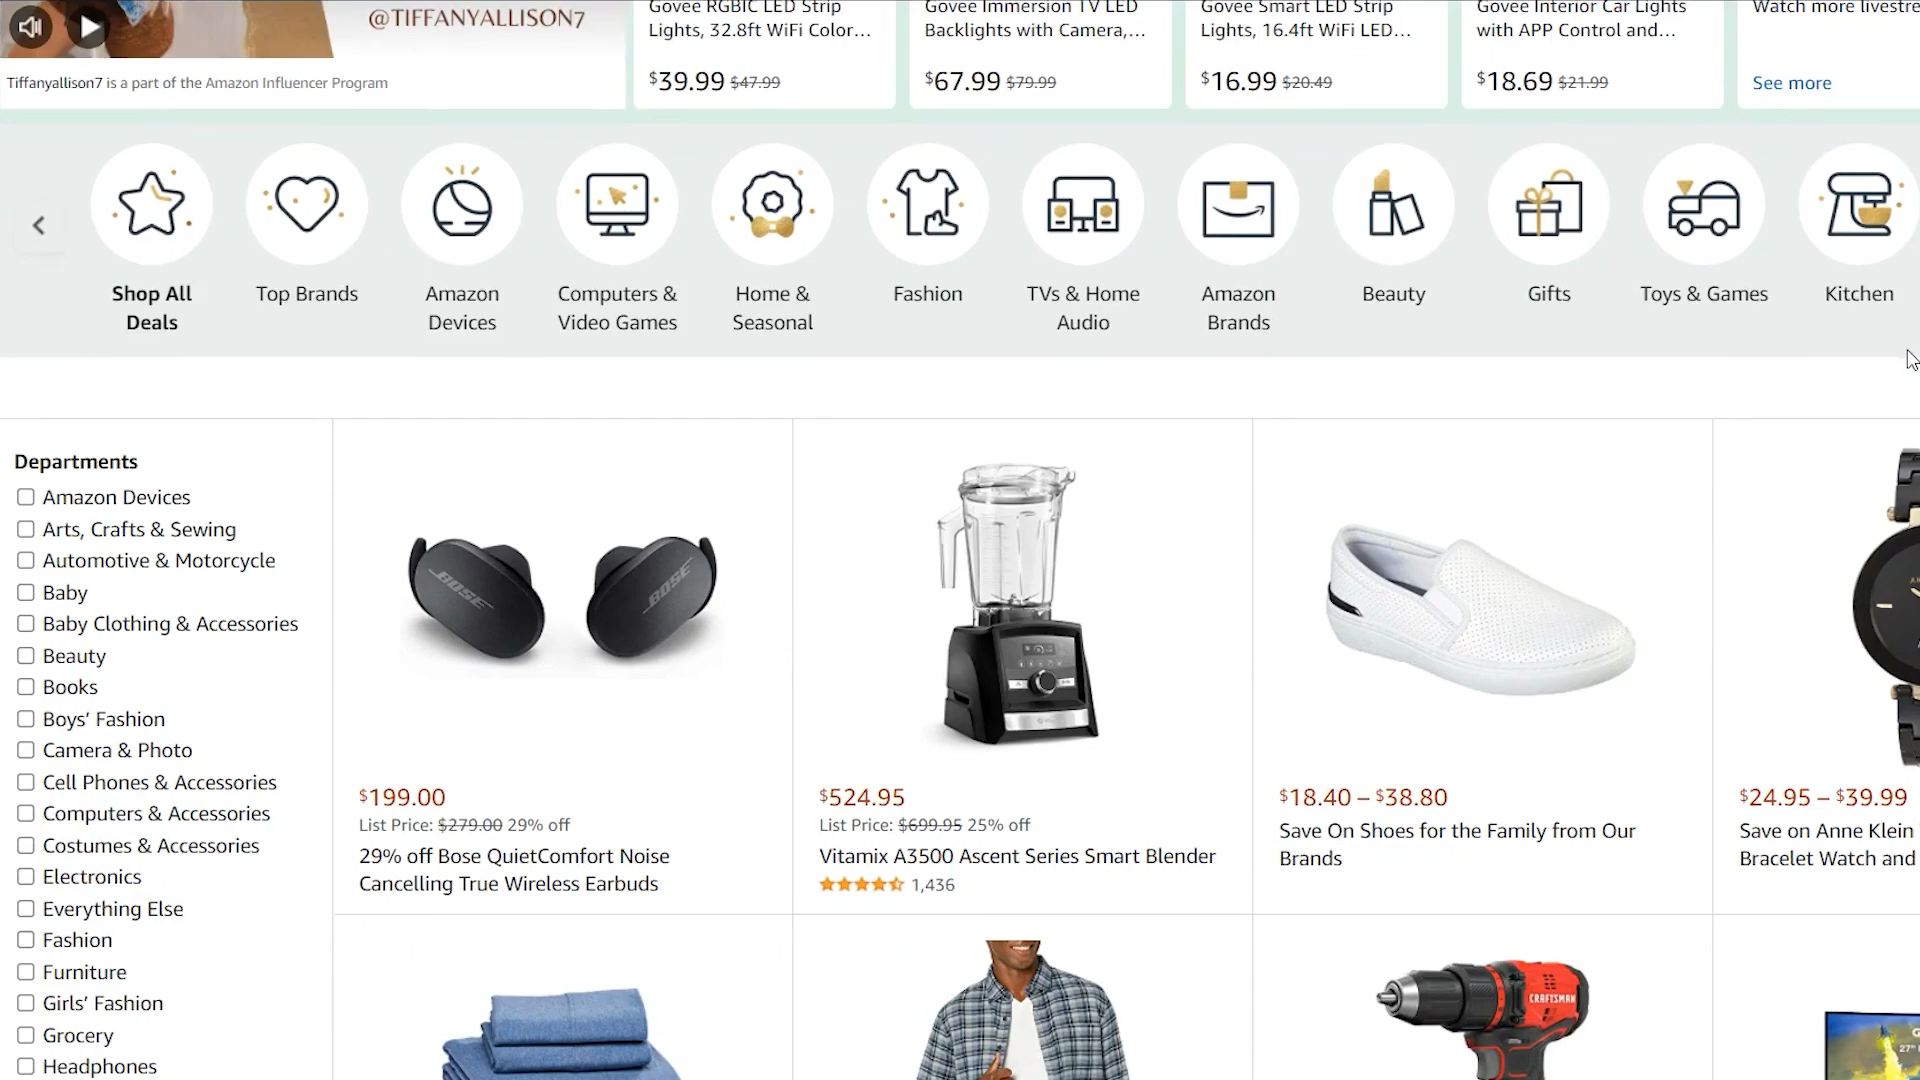 @TIFFANYALLISON7
Tiffanyallison7 is a part of the Amazon Influencer Program
Govee RGBIC LED Strip
Lights, 32.8ft WiFi Color...
$39.99 $47.99
Govee Immersion TV LED
Backlights with Camera,...
$67.99 $79.99
Govee Smart LED Strip
Lights, 16.4ft WiFi LED...
$16.99 $20.49
Govee Interior Car Lights
with APP Control and...
$18.69 $21.99
Watch more livestre
See more
Shop All
Deals
Top Brands
Amazon
Devices
Computers &
Video Games
Home &
Seasonal
Fashion
TVs & Home
Audio
Amazon
Brands
Beauty
Gifts
Toys & Games
Kitchen
Departments
Amazon Devices
Arts, Crafts & Sewing
Automotive & Motorcycle
Baby
Baby Clothing & Accessories
Beauty
Books
Boys’ Fashion
Camera & Photo
Cell Phones & Accessories
Computers & Accessories
Costumes & Accessories
Electronics
Everything Else
Fashion
Furniture
Girls’ Fashion
Grocery
Headphones
BOSE
BOSE
$199.00
List Price: $279.00 29% off
29% off Bose QuietComfort Noise
Cancelling True Wireless Earbuds
$524.95
List Price: $699.95 25% off
Vitamix A3500 Ascent Series Smart Blender
1,436
$18.40 – $38.80
Save On Shoes for the Family from Our
Brands
$24.95 – $39.99
Save on Anne Klein
Bracelet Watch and
CRAFTSMAN
27"